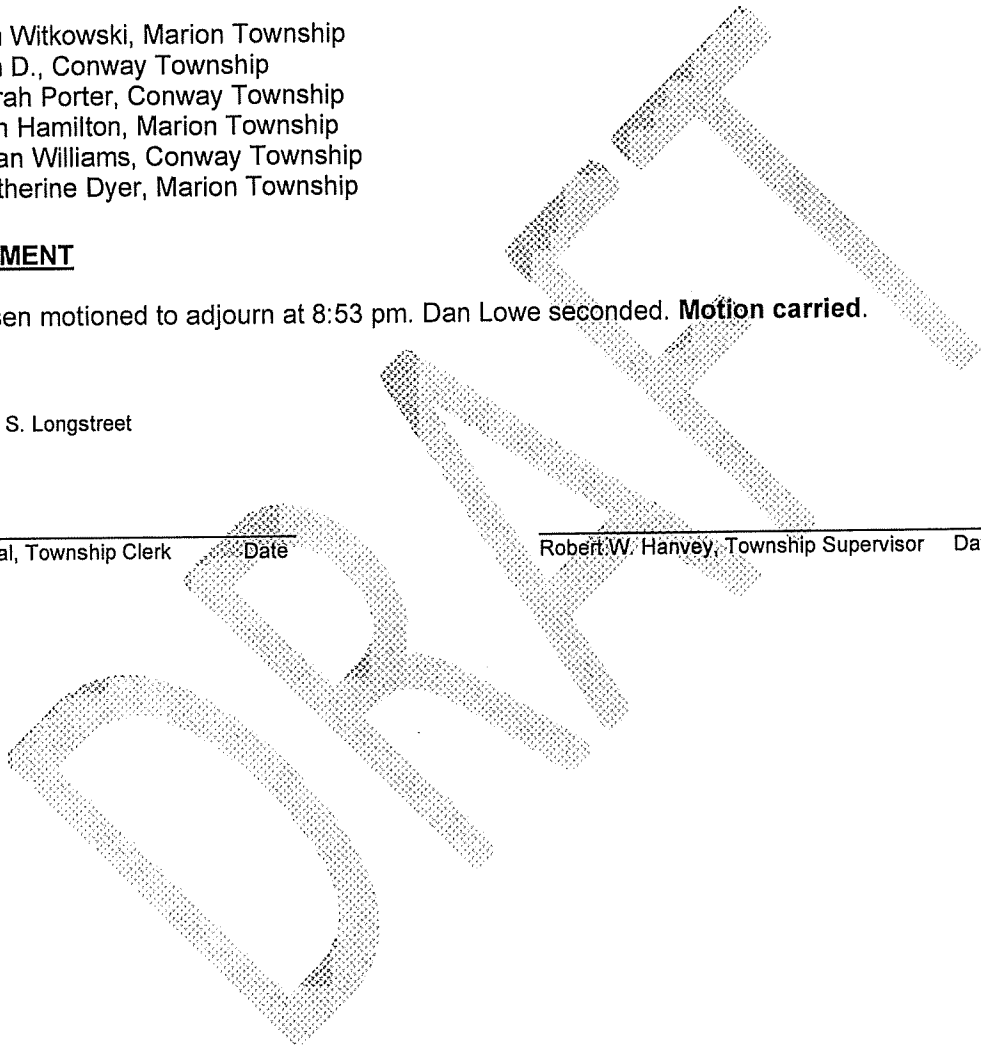 Witkowski, Marion Township
D., Conway Township
rah Porter, Conway Township
Hamilton, Marion Township
an Williams, Conway Township
therine Dyer, Marion Township
MENT
sen motioned to adjourn at 8:53 pm. Dan Lowe seconded. Motion carried.
S. Longstreet
al, Township Clerk Date
Robert W. Hanvey, Township Supervisor Da
DRAFT